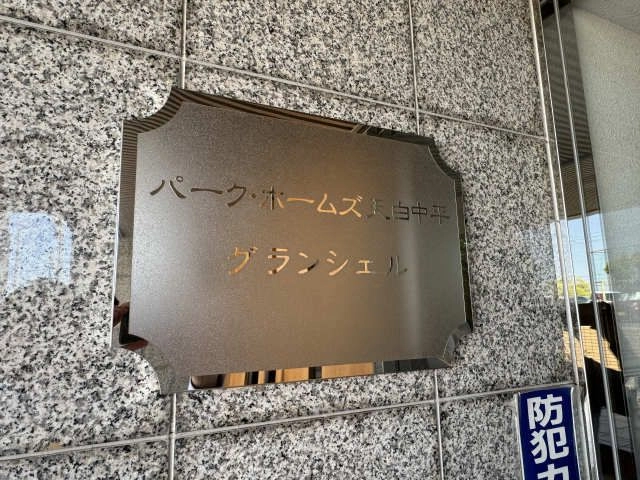 パーク・ホームズ天白中平
グランシェル
防犯カ